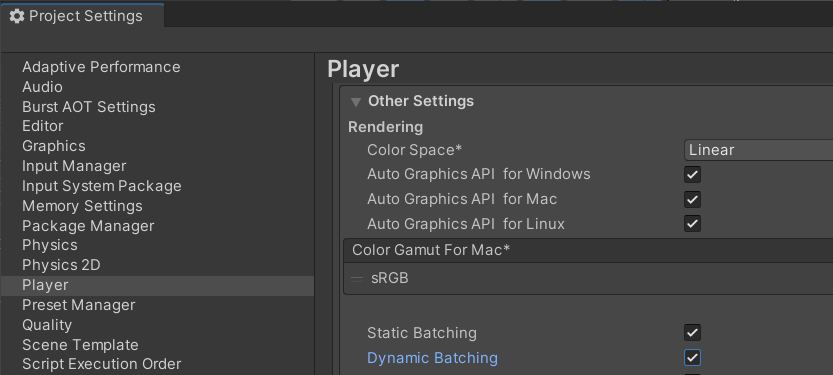 Project Settings
Adaptive Performance
Audio
Burst AOT Settings
Editor
Graphics
Input Manager
Input System Package
Memory Settings
Package Manager
Physics
Physics 2D
Player
Preset Manager
Quality
Scene Template
Script Execution Order
Player
Other Settings
Rendering
Color Space* Linear
Auto Graphics API for Windows
Auto Graphics API for Mac
Auto Graphics API for Linux
Color Gamut For Mac*
sRGB
Static Batching
Dynamic Batching